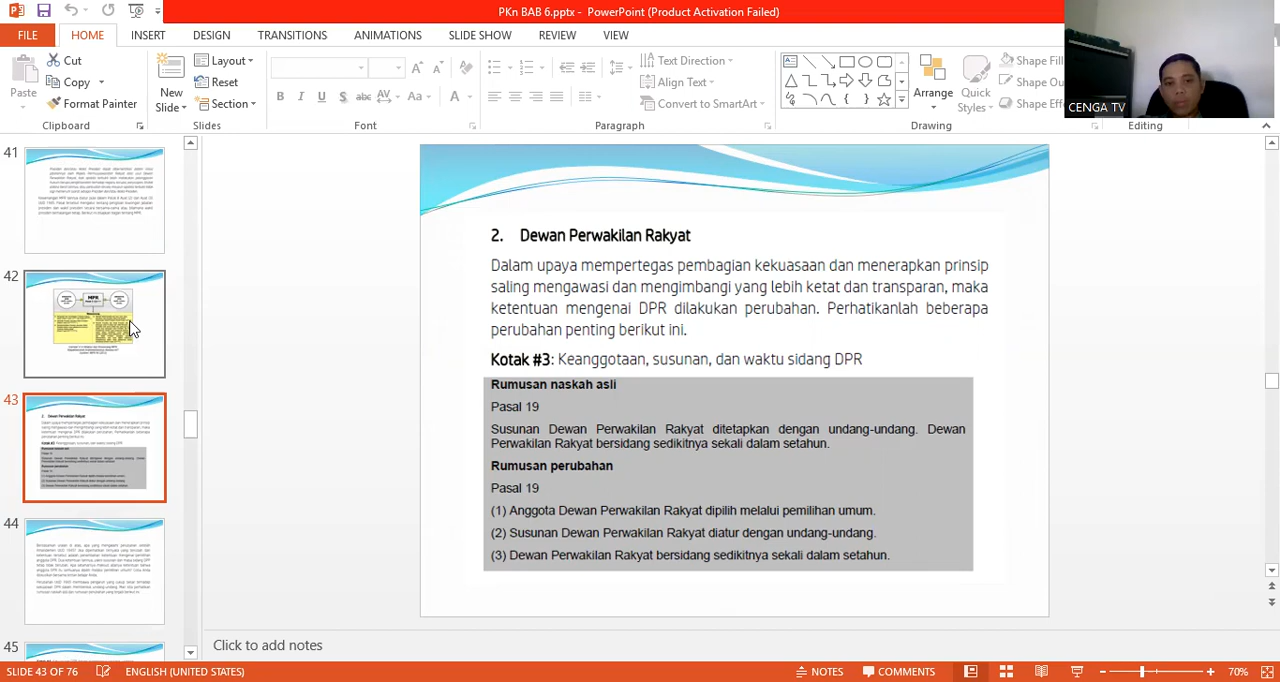 PKn BAB 6.pptx - PowerPoint (Product Activation Failed)
FILE HOME INSERT DESIGN TRANSITIONS ANIMATIONS SLIDE SHOW REVIEW VIEW
Paste
Cut
Copy
Format Painter
Clipboard
New Slide
Layout
Reset
Section
Slides
B I U S abc AV Aa A
Font
Text Direction
Align Text
Convert to SmartArt
Paragraph
Arrange
Quick Styles
Shape Fill
Shape Ou
Shape Effe
Drawing
Editing
CENGA TV
41
42
MPR
43
44
45
2. Dewan Perwakilan Rakyat
Dalam upaya mempertegas pembagian kekuasaan dan menerapkan prinsip
saling mengawasi dan mengimbangi yang lebih ketat dan transparan, maka
ketentuan mengenai DPR dilakukan perubahan. Perhatikanlah beberapa
perubahan penting berikut ini.
Kotak #3: Keanggotaan, susunan, dan waktu sidang DPR
Rumusan naskah asli
Pasal 19
Susunan Dewan Perwakilan Rakyat ditetapkan dengan undang-undang. Dewan
Perwakilan Rakyat bersidang sedikitnya sekali dalam setahun.
Rumusan perubahan
Pasal 19
(1) Anggota Dewan Perwakilan Rakyat dipilih melalui pemilihan umum.
(2) Susunan Dewan Perwakilan Rakyat diatur dengan undang-undang.
(3) Dewan Perwakilan Rakyat bersidang sedikitnya sekali dalam setahun.
Click to add notes
SLIDE 43 OF 76 ENGLISH (UNITED STATES) NOTES COMMENTS 70%